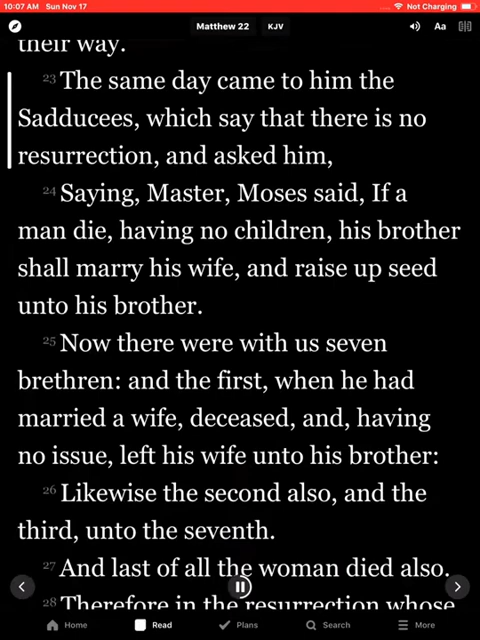 10:07 AM Sun Nov 17
Not Charging
Matthew 22
KJV
Aa
their way.
23 The same day came to him the
Sadducees, which say that there is no
resurrection, and asked him,
24 Saying, Master, Moses said, If a
man die, having no children, his brother
shall marry his wife, and raise up seed
unto his brother.
25 Now there were with us seven
brethren: and the first, when he had
married a wife, deceased, and, having
no issue, left his wife unto his brother:
26 Likewise the second also, and the
third, unto the seventh.
27 And last of all the woman died also.
28 Therefore in the resurrection whose
Home
Read
Plans
Search
More